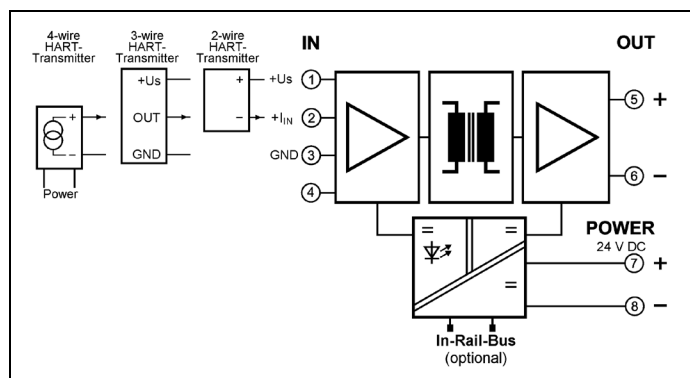 4-wire
HART-
Transmitter
3-wire
HART-
Transmitter
2-wire
HART-
Transmitter
IN
OUT
+Us
OUT
GND
+
–
+
–
Power
+Us
+I_IN
GND
1
2
3
4
5 +
6 –
POWER
24 V DC
7 +
8 –
=
=
=
In-Rail-Bus
(optional)